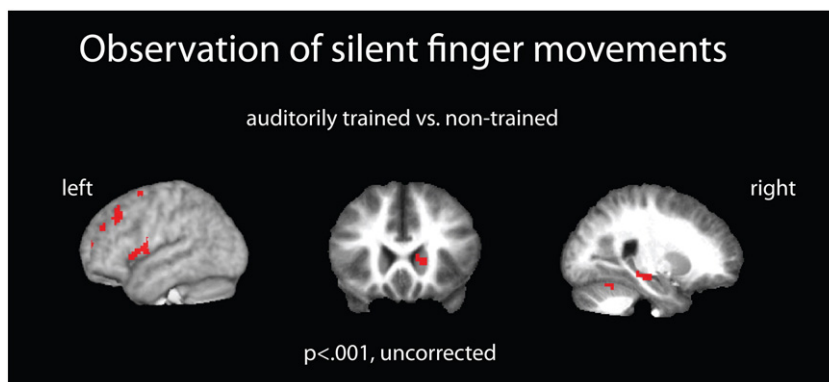 Observation of silent finger movements
auditorily trained vs. non-trained
left
right
p<.001, uncorrected